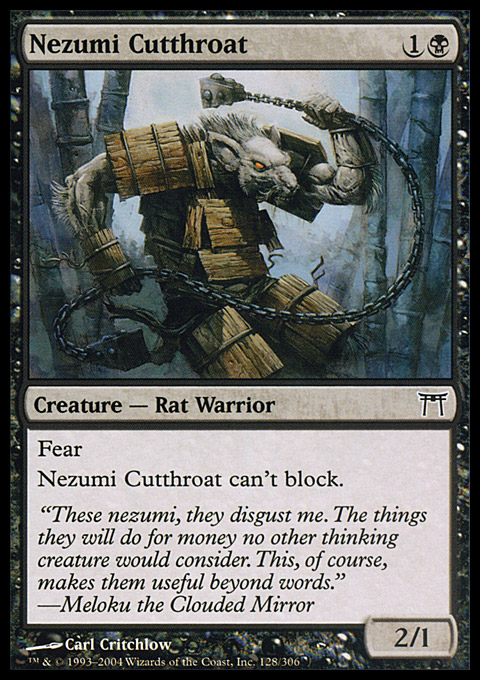 Nezumi Cutthroat 1
Creature — Rat Warrior
Fear
Nezumi Cutthroat can't block.
“These nezumi, they disgust me. The things
they will do for money no other thinking
creature would consider. This, of course,
makes them useful beyond words.”
—Meloku the Clouded Mirror
Carl Critchlow
2/1
™ & © 1993–2004 Wizards of the Coast, Inc. 128/306